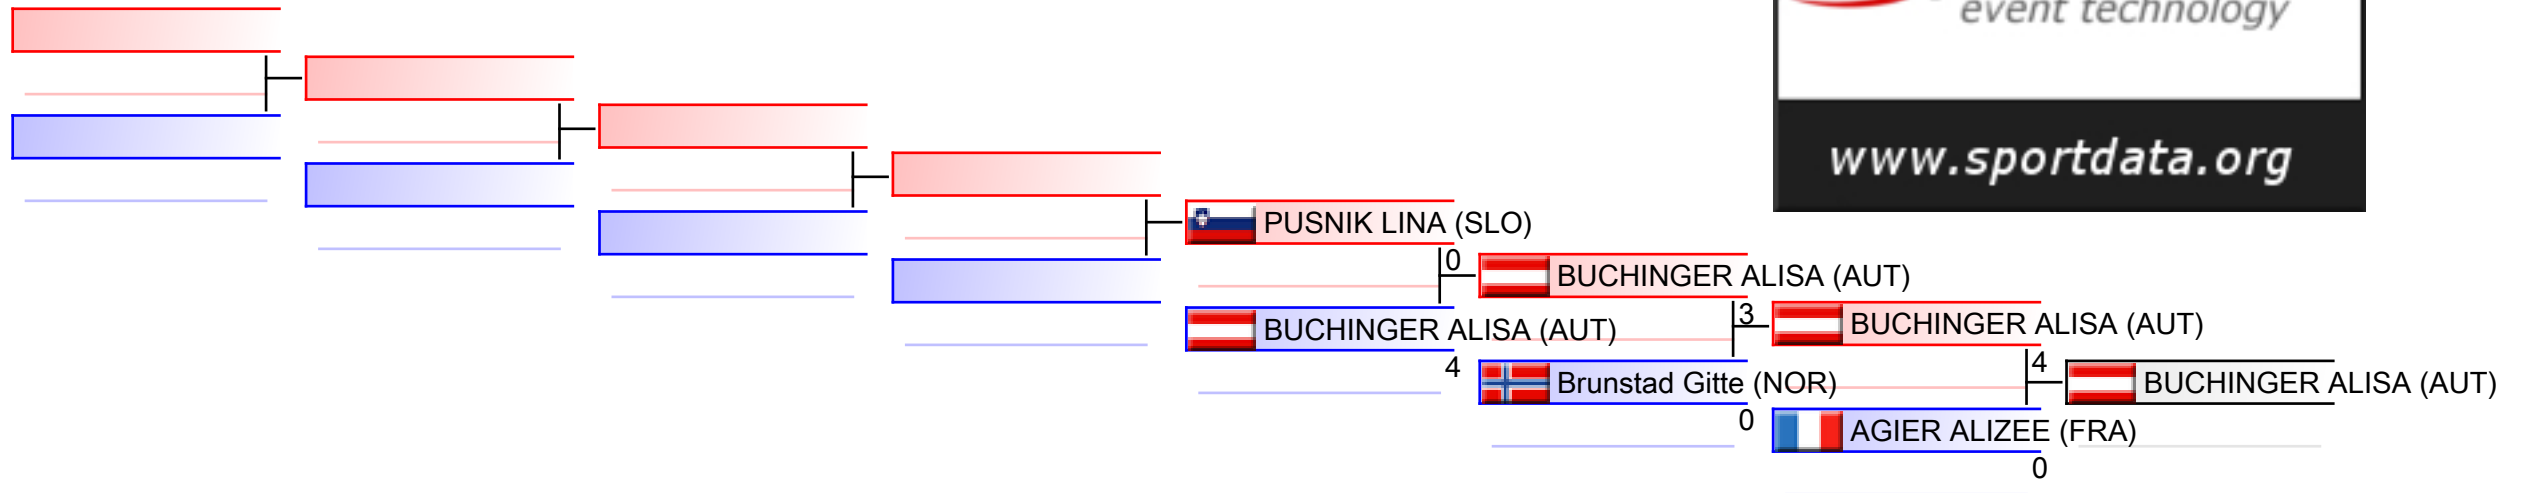 event technology
www.sportdata.org
PUSNIK LINA (SLO)
0
BUCHINGER ALISA (AUT)
BUCHINGER ALISA (AUT)
4
3
Brunstad Gitte (NOR)
0
BUCHINGER ALISA (AUT)
4
AGIER ALIZEE (FRA)
0
BUCHINGER ALISA (AUT)